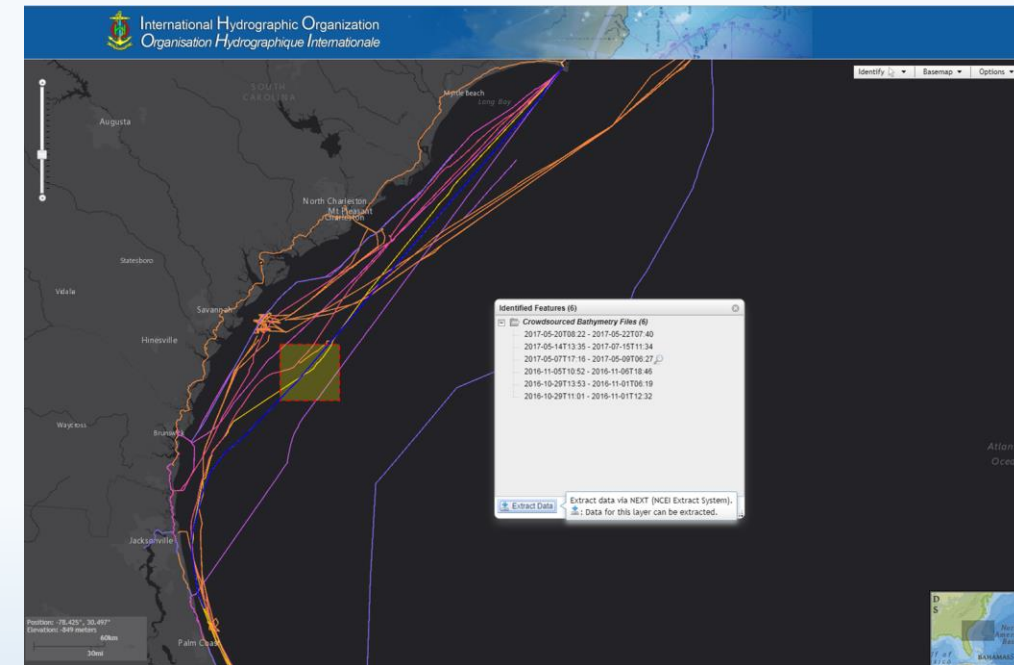 International Hydrographic Organization
Organisation Hydrographique Internationale
Identify
Basemap
Options
SOUTH
CAROLINA
Myrtle Beach
Long Bay
Augusta
North Charleston
Mt Pleasant
Charleston
Statesboro
Vidalia
Savannah
Hinesville
Waycross
Brunswick
Jacksonville
Palm Coast
Identified Features (6)
Crowdsourced Bathymetry Files (6)
2017-05-20T08:22 - 2017-05-22T07:40
2017-05-14T13:35 - 2017-07-15T11:34
2017-05-07T17:16 - 2017-05-09T06:27
2016-11-05T10:52 - 2016-11-06T18:46
2016-10-29T13:53 - 2016-11-01T06:19
2016-10-29T11:01 - 2016-11-01T12:32
Extract Data
Extract data via NEXT (NCEI Extract System).
: Data for this layer can be extracted.
Position: -78.425°, 30.497°
Elevation: -849 meters
60km
30mi